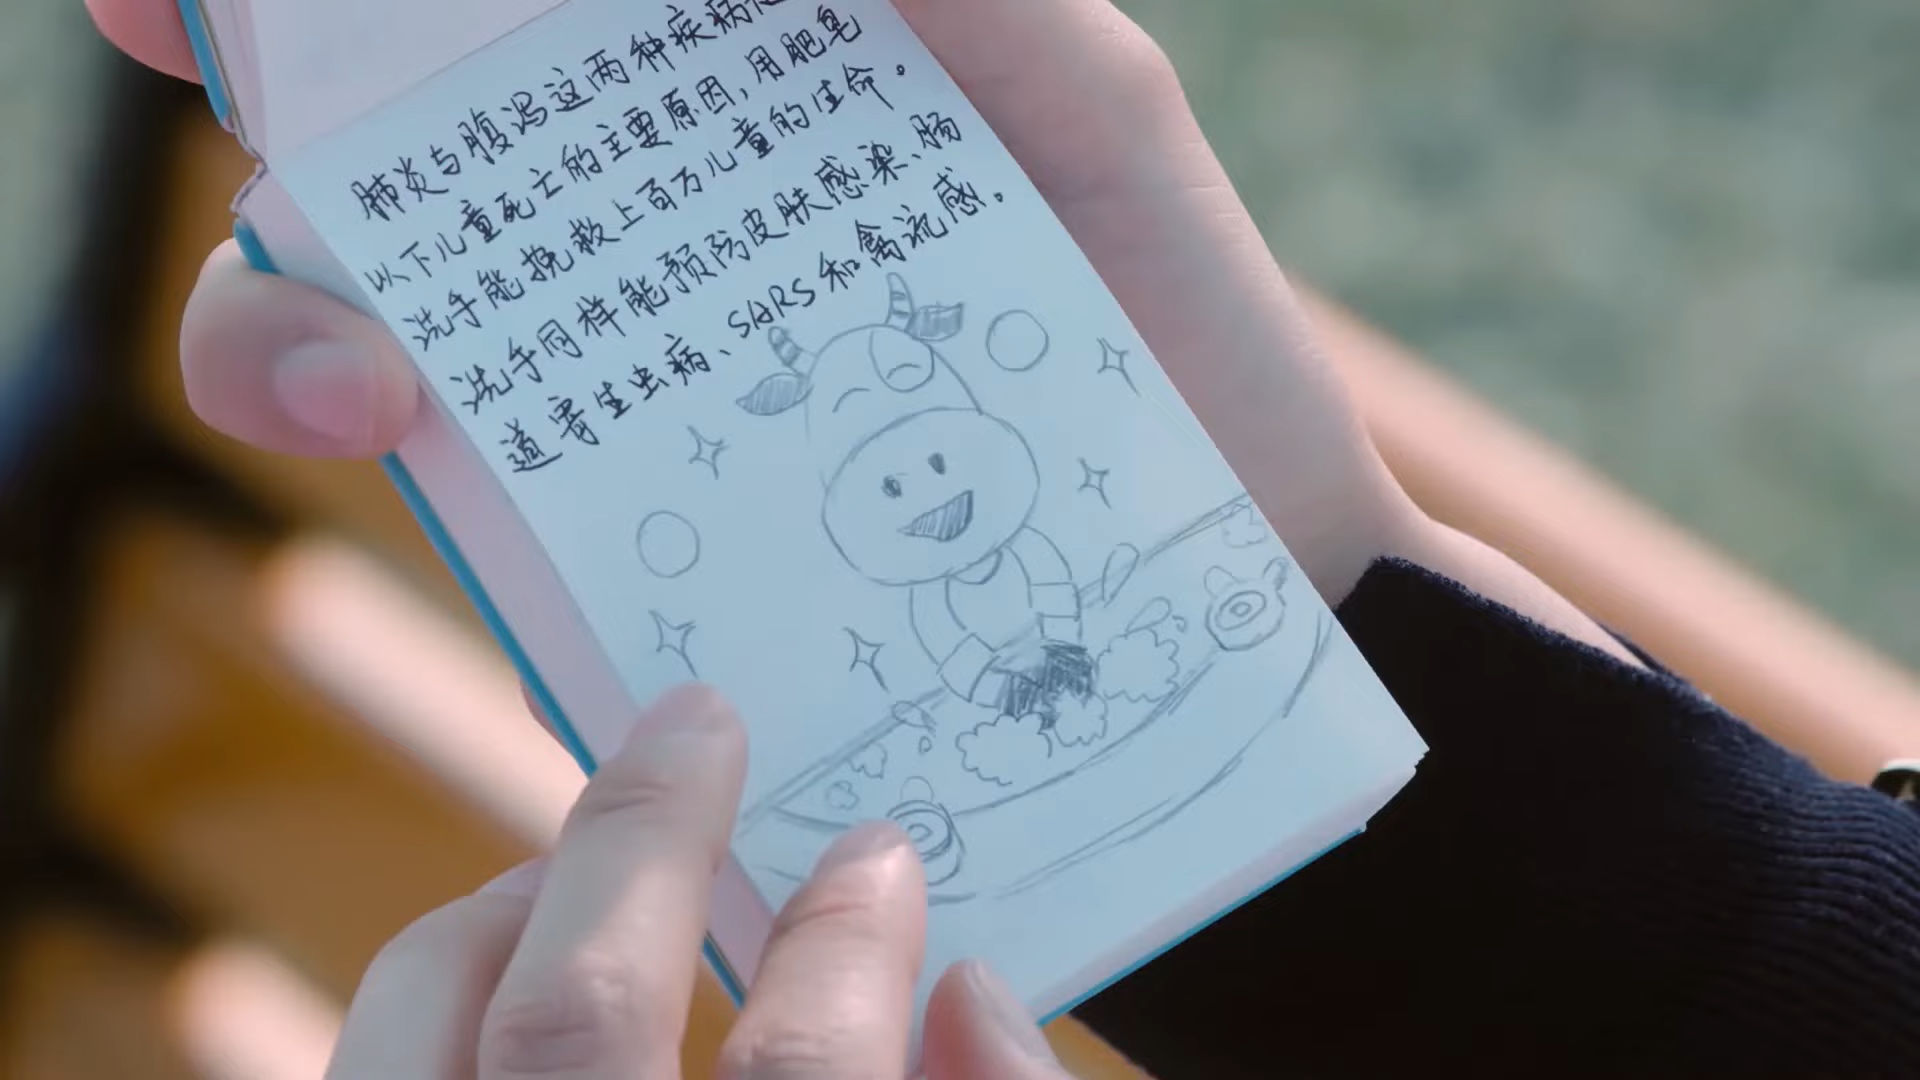 肺炎与腹泻这两种疾病
以下儿童死亡的主要原因,用肥皂
洗手能挽救上百万儿童的生命。
洗手同样能预防皮肤感染、肠
道寄生虫病、SARS和禽流感。